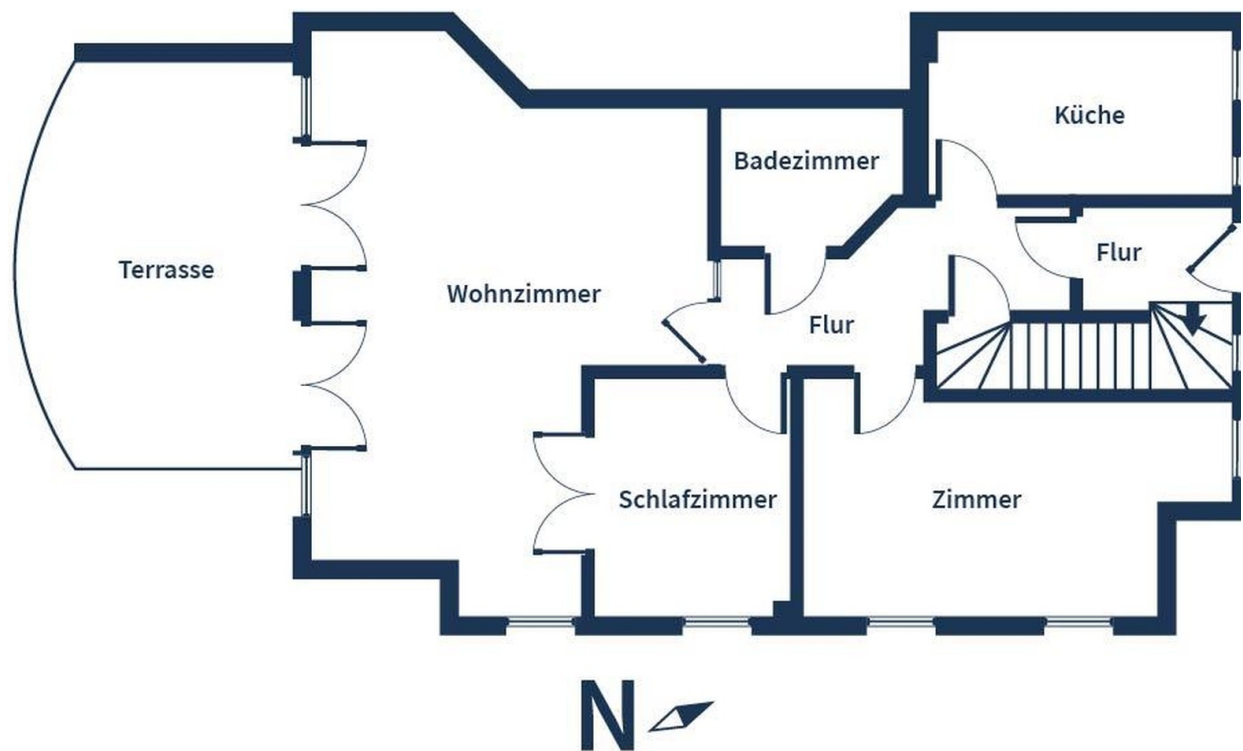 Küche
Badezimmer
Flur
Terrasse
Wohnzimmer
Flur
Schlafzimmer
Zimmer
N